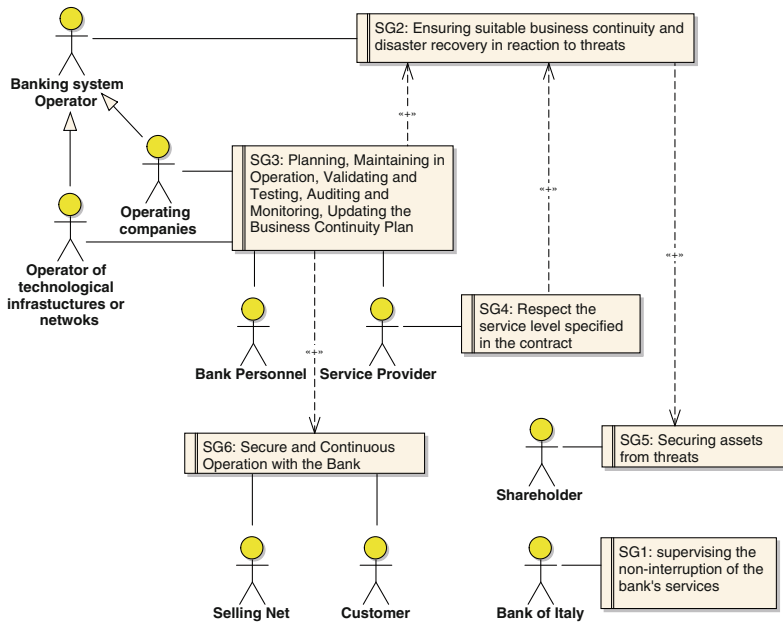 SG2: Ensuring suitable business continuity and
disaster recovery in reaction to threats
Banking system
Operator
«+»
SG3: Planning, Maintaining in
Operation, Validating and
Testing, Auditing and
Monitoring, Updating the
Business Continuity Plan
Operating
companies
«+»
Operator of
technological
infrastuctures or
netwoks
«+»
SG4: Respect the
service level specified
in the contract
Bank Personnel
Service Provider
«+»
SG6: Secure and Continuous
Operation with the Bank
SG5: Securing assets
from threats
Shareholder
SG1: supervising the
non-interruption of the
bank's services
Selling Net
Customer
Bank of Italy